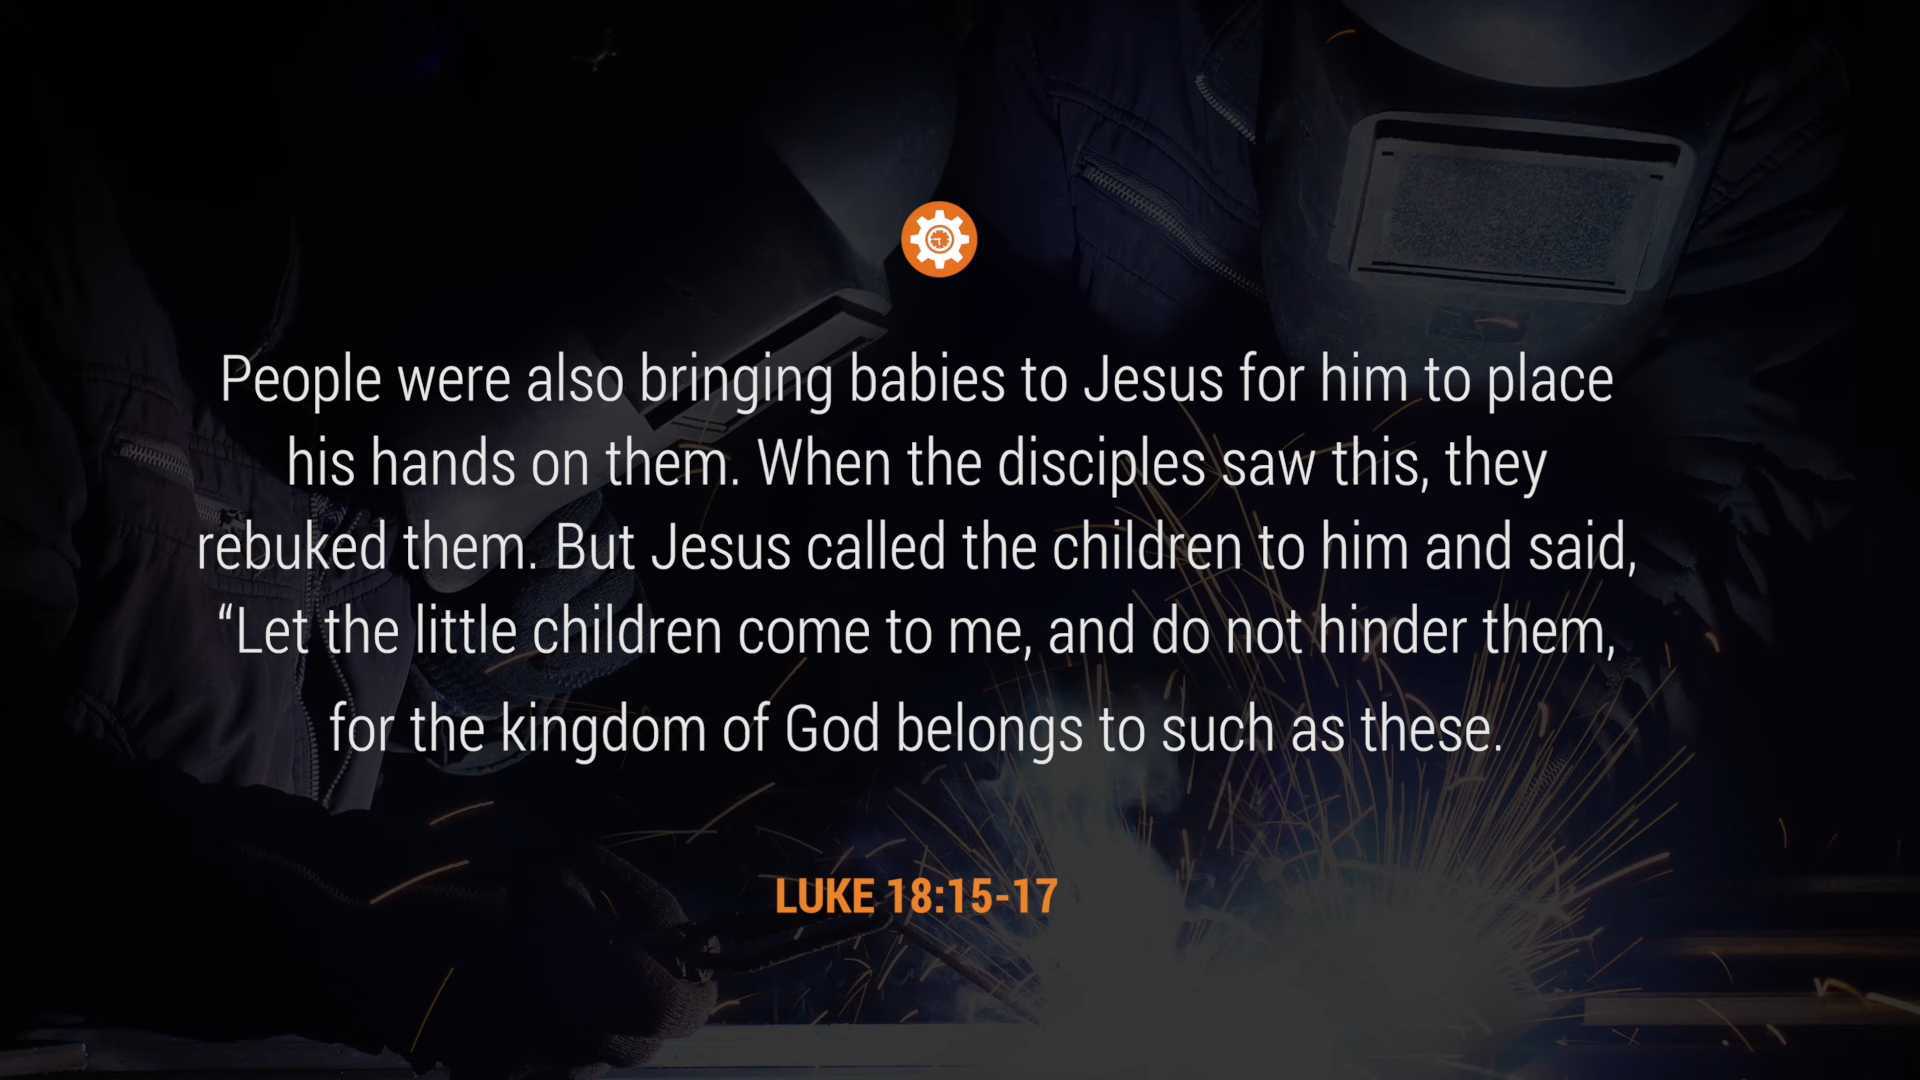 People were also bringing babies to Jesus for him to place
his hands on them. When the disciples saw this, they
rebuked them. But Jesus called the children to him and said,
“Let the little children come to me, and do not hinder them,
for the kingdom of God belongs to such as these.
LUKE 18:15-17